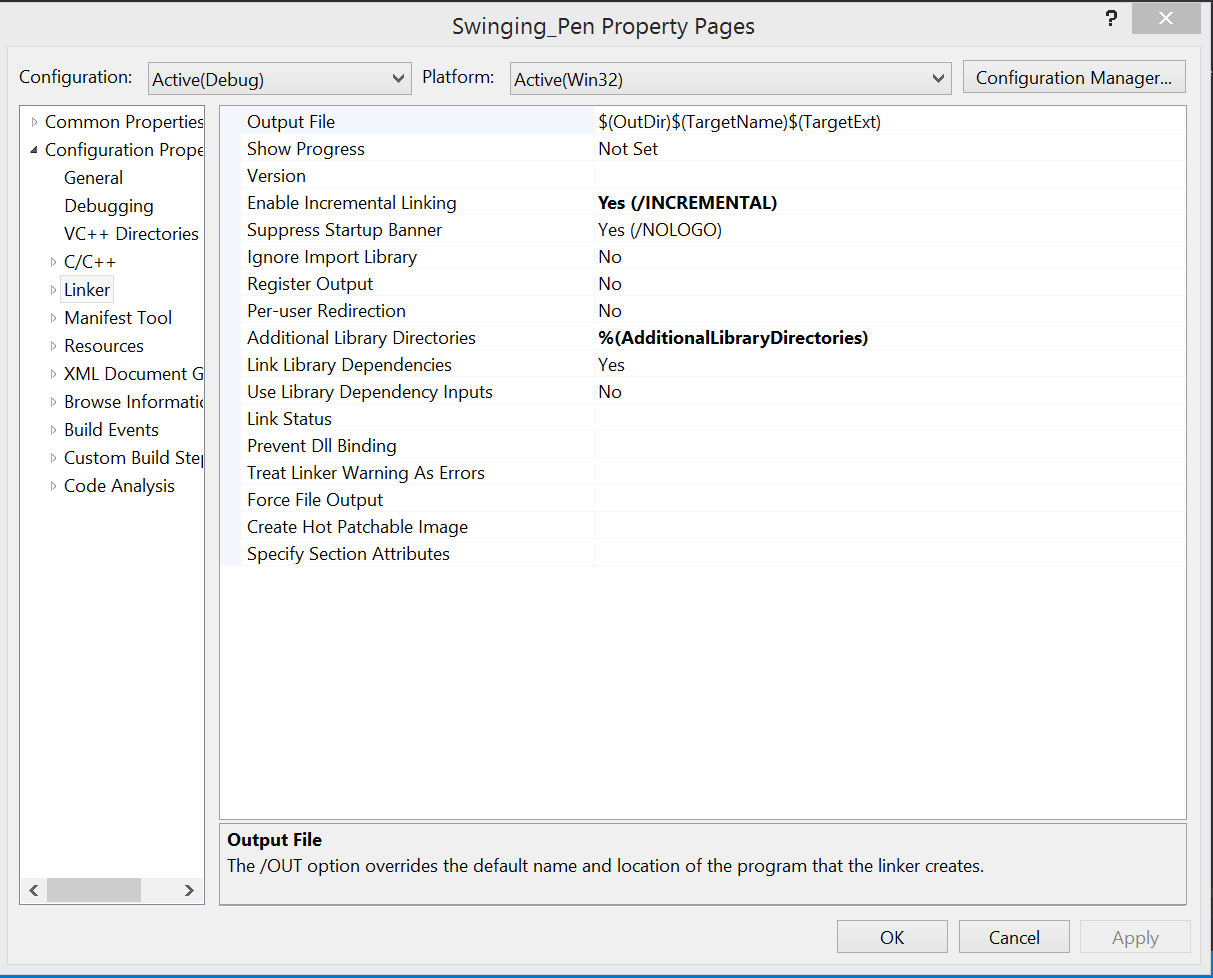 Swinging_Pen Property Pages
?
Configuration: Active(Debug) Platform: Active(Win32) Configuration Manager...
Common Properties
Configuration Prope
General
Debugging
VC++ Directories
C/C++
Linker
Manifest Tool
Resources
XML Document G
Browse Informatic
Build Events
Custom Build Step
Code Analysis
Output File $(OutDir)$(TargetName)$(TargetExt)
Show Progress Not Set
Version
Enable Incremental Linking Yes (/INCREMENTAL)
Suppress Startup Banner Yes (/NOLOGO)
Ignore Import Library No
Register Output No
Per-user Redirection No
Additional Library Directories %(AdditionalLibraryDirectories)
Link Library Dependencies Yes
Use Library Dependency Inputs No
Link Status
Prevent Dll Binding
Treat Linker Warning As Errors
Force File Output
Create Hot Patchable Image
Specify Section Attributes
Output File
The /OUT option overrides the default name and location of the program that the linker creates.
OK Cancel Apply